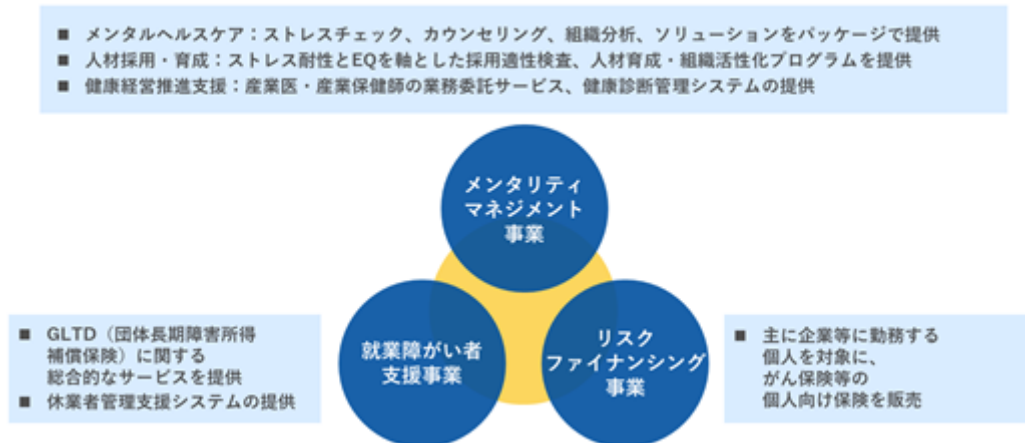 ■ メンタルヘルスケア：ストレスチェック、カウンセリング、組織分析、ソリューションをパッケージで提供
■ 人材採用・育成：ストレス耐性とEQを軸とした採用適性検査、人材育成・組織活性化プログラムを提供
■ 健康経営推進支援：産業医・産業保健師の業務委託サービス、健康診断管理システムの提供
メンタリティ
マネジメント
事業
■ GLTD（団体長期障害所得
補償保険）に関する
総合的なサービスを提供
■ 休業者管理支援システムの提供
就業障がい者
支援事業
リスク
ファイナンシング
事業
■ 主に企業等に勤務する
個人を対象に、
がん保険等の
個人向け保険を販売